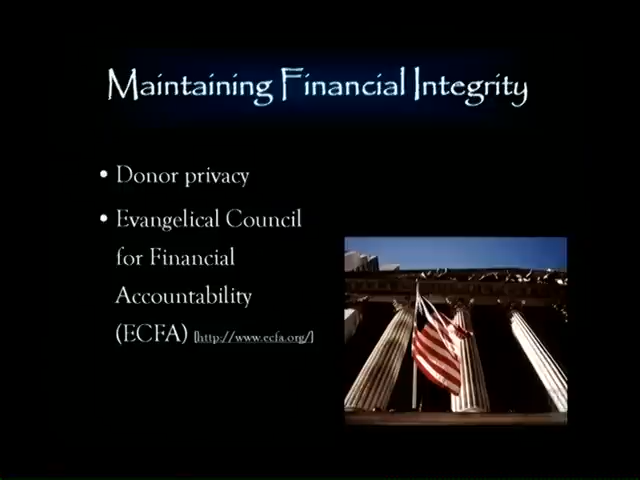 Maintaining Financial Integrity
• Donor privacy
• Evangelical Council
for Financial
Accountability
(ECFA) [http://www.ecfa.org/]